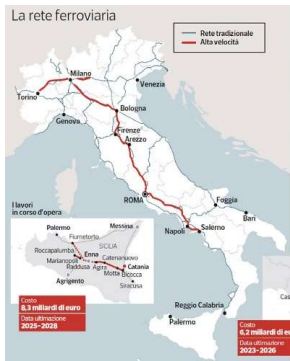 La rete ferroviaria
Rete tradizionale
Alta velocità
Milano
Venezia
Torino
Bologna
Genova
Firenze
Arezzo
ROMA
Foggia
Bari
Napoli
Salerno
I lavori
in corso d'opera
Palermo
Messina
Fiumetorto
SICILIA
Roccapalumba
Enna
Catenanuova
Marianopoli
Catania
Raddusa
Agira
Motta
Bicocca
Agrigento
Siracusa
Costo
8,3 miliardi di euro
Data ultimazione
2025-2028
Reggio Calabria
Palermo
Costo
6,2 miliardi di
Data ultimazione
2023-2026